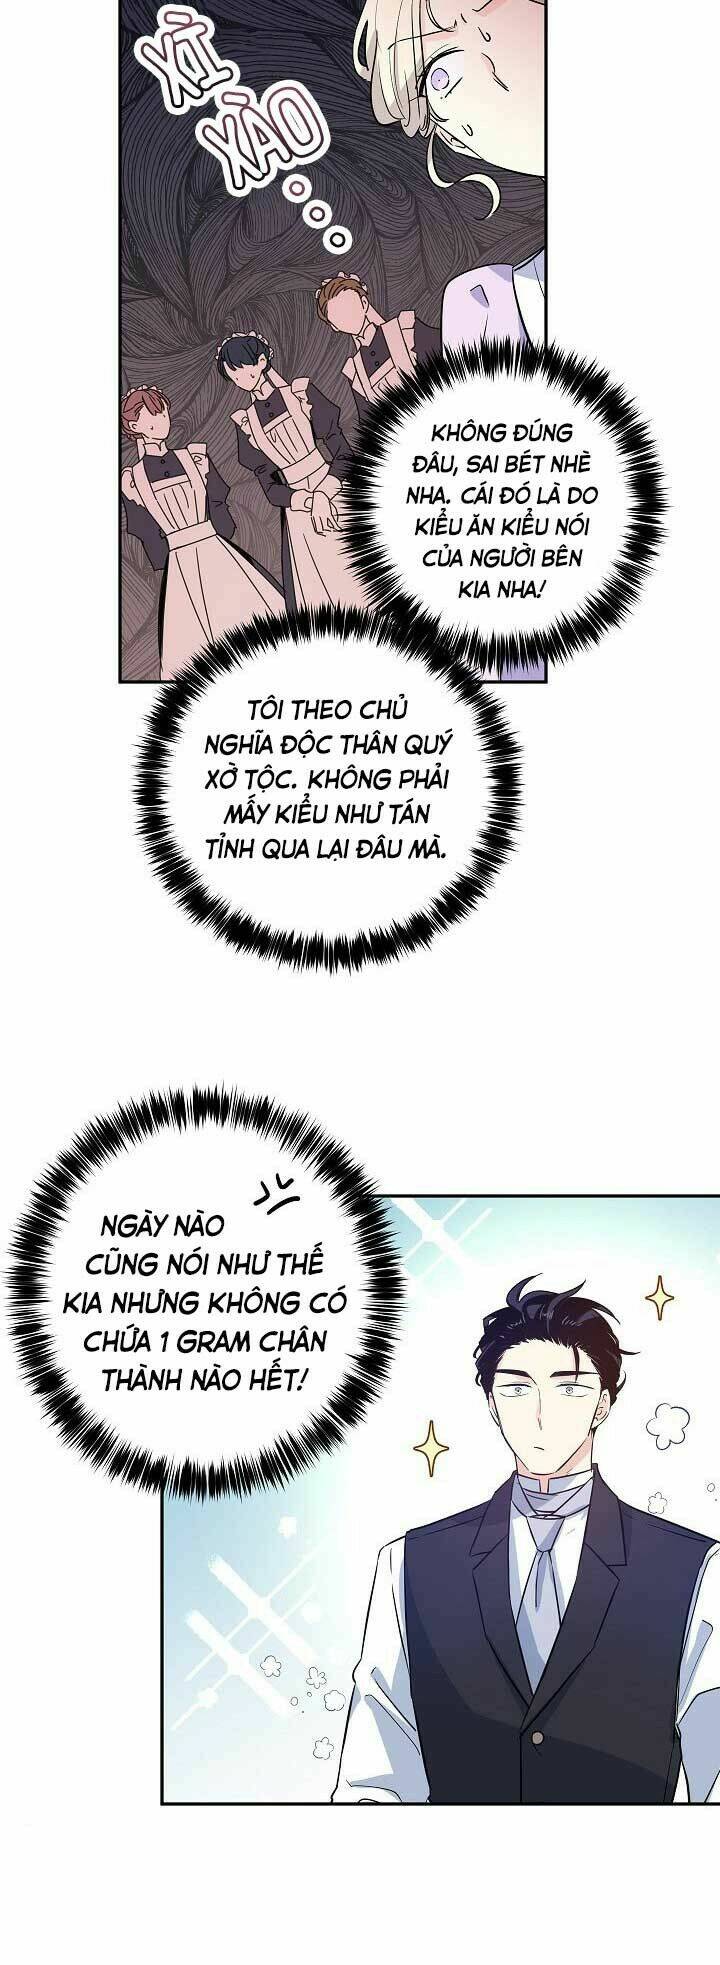 XÌ
XÀO...
KHÔNG ĐÚNG
ĐÂU, SAI BÉT NHÈ
NHA. CÁI ĐÓ LÀ DO
KIỂU ĂN KIỂU NÓI
CỦA NGƯỜI BÊN
KIA NHA!
TÔI THEO CHỦ
NGHĨA ĐỘC THÂN QUÝ
XỜ TỘC. KHÔNG PHẢI
MẤY KIỂU NHƯ TÁN
TỈNH QUA LẠI ĐÂU MÀ.
NGÀY NÀO
CŨNG NÓI NHƯ THẾ
KIA NHƯNG KHÔNG CÓ
CHỨA 1 GRAM CHÂN
THÀNH NÀO HẾT!